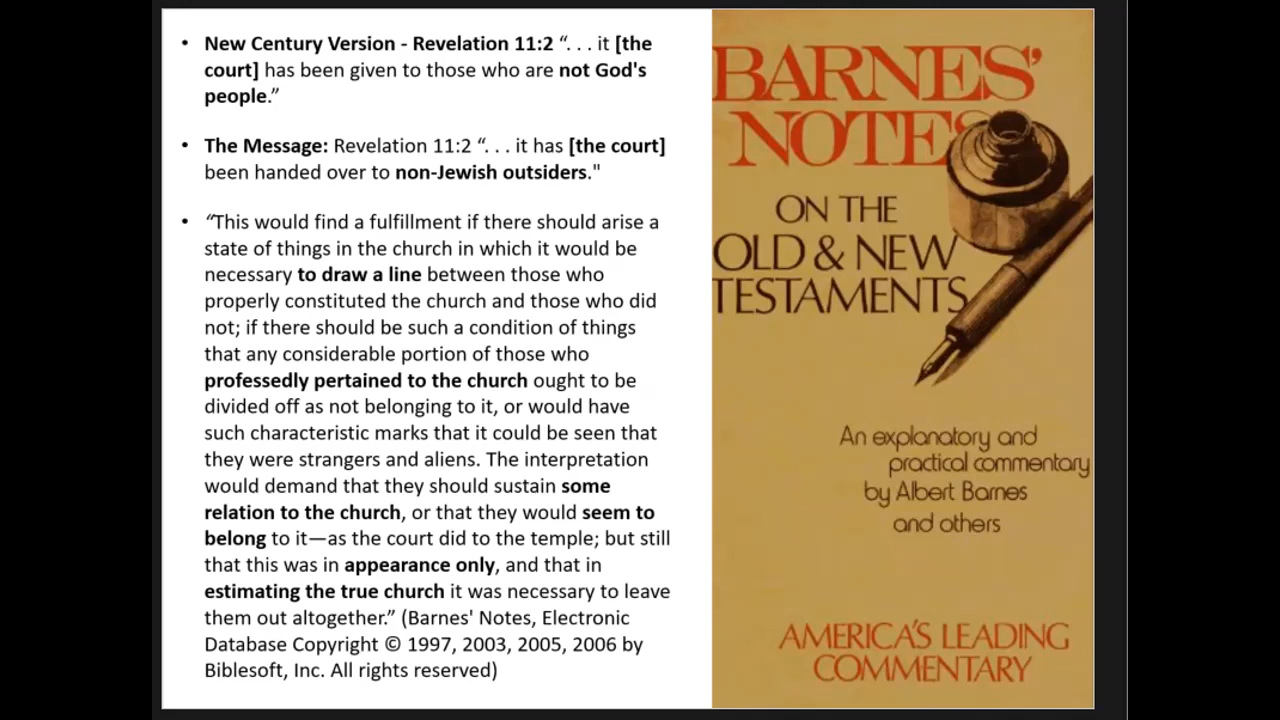 • New Century Version - Revelation 11:2 “. . . it [the
court] has been given to those who are not God's
people.”
• The Message: Revelation 11:2 “. . . it has [the court]
been handed over to non-Jewish outsiders."
• “This would find a fulfillment if there should arise a
state of things in the church in which it would be
necessary to draw a line between those who
properly constituted the church and those who did
not; if there should be such a condition of things
that any considerable portion of those who
professedly pertained to the church ought to be
divided off as not belonging to it, or would have
such characteristic marks that it could be seen that
they were strangers and aliens. The interpretation
would demand that they should sustain some
relation to the church, or that they would seem to
belong to it—as the court did to the temple; but still
that this was in appearance only, and that in
estimating the true church it was necessary to leave
them out altogether.” (Barnes' Notes, Electronic
Database Copyright © 1997, 2003, 2005, 2006 by
Biblesoft, Inc. All rights reserved)
BARNES'
NOTES
ON THE
OLD & NEW
TESTAMENTS
An explanatory and
practical commentary
by Albert Barnes
and others
AMERICA'S LEADING
COMMENTARY